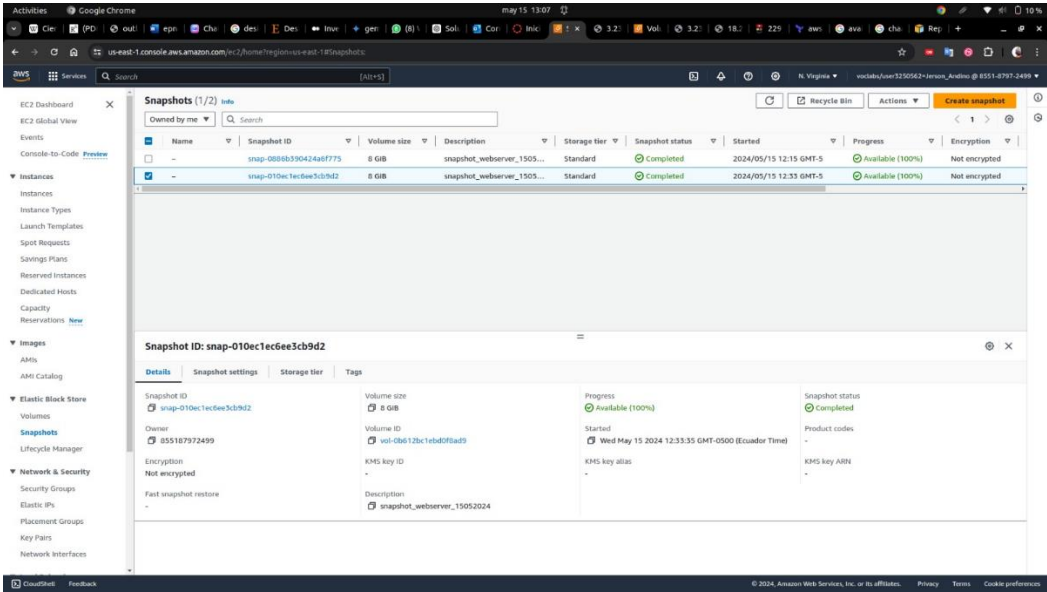 Activities Google Chrome may 15 13:07 10 %
us-east-1.console.aws.amazon.com/ec2/home?region=us-east-1#Snapshots:
aws Services Search [Alt+S] N. Virginia voclabs/user3250562=Jerson_Andino @ 8551-8797-2499
EC2 Dashboard
EC2 Global View
Events
Console-to-Code Preview
Instances
Instances
Instance Types
Launch Templates
Spot Requests
Savings Plans
Reserved Instances
Dedicated Hosts
Capacity
Reservations New
Images
AMIs
AMI Catalog
Elastic Block Store
Volumes
Snapshots
Lifecycle Manager
Network & Security
Security Groups
Elastic IPs
Placement Groups
Key Pairs
Network Interfaces
Snapshots (1/2) Info Recycle Bin Actions Create snapshot
Owned by me Search 1
Name Snapshot ID Volume size Description Storage tier Snapshot status Started Progress Encryption
– snap-0886b390424a6f775 8 GiB snapshot_webserver_1505... Standard Completed 2024/05/15 12:15 GMT-5 Available (100%) Not encrypted
– snap-010ec1ec6ee3cb9d2 8 GiB snapshot_webserver_1505... Standard Completed 2024/05/15 12:33 GMT-5 Available (100%) Not encrypted
Snapshot ID: snap-010ec1ec6ee3cb9d2
Details Snapshot settings Storage tier Tags
Snapshot ID Volume size Progress Snapshot status
snap-010ec1ec6ee3cb9d2 8 GiB Available (100%) Completed
Owner Volume ID Started Product codes
855187972499 vol-0b612bc1ebd0f8ad9 Wed May 15 2024 12:33:35 GMT-0500 (Ecuador Time) -
Encryption KMS key ID KMS key alias KMS key ARN
Not encrypted - - -
Fast snapshot restore Description
- snapshot_webserver_15052024
CloudShell Feedback © 2024, Amazon Web Services, Inc. or its affiliates. Privacy Terms Cookie preferences